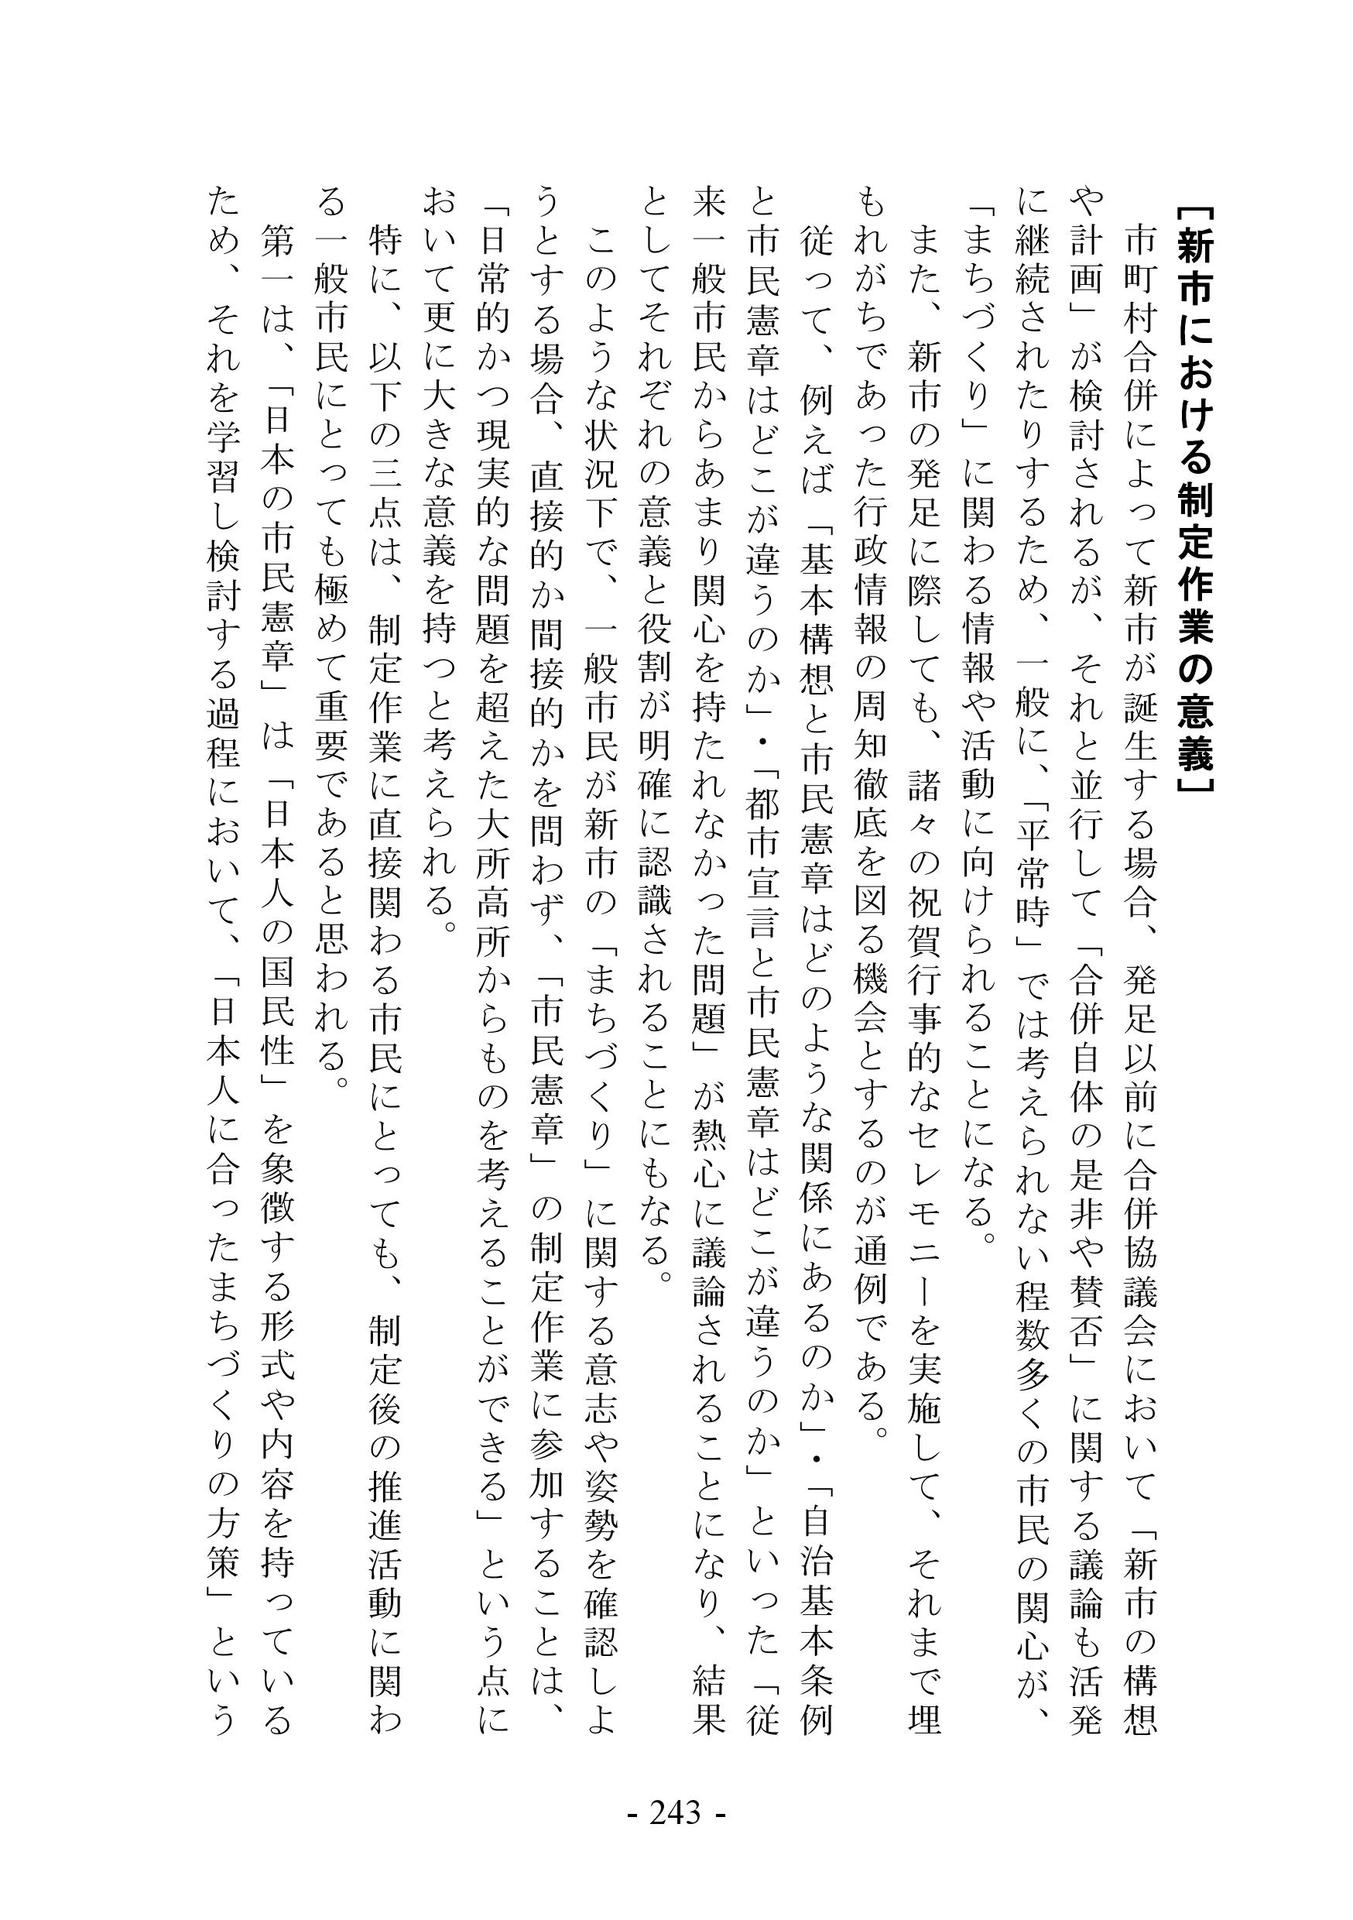 ［新市における制定作業の意義］
　市町村合併によって新市が誕生する場合、発足以前に合併協議会において「新市の構想
や計画」が検討されるが、それと並行して「合併自体の是非や賛否」に関する議論も活発
に継続されたりするため、一般に、「平常時」では考えられない程数多くの市民の関心が、
「まちづくり」に関わる情報や活動に向けられることになる。
　また、新市の発足に際しても、諸々の祝賀行事的なセレモニーを実施して、それまで埋
もれがちであった行政情報の周知徹底を図る機会とするのが通例である。
　従って、例えば「基本構想と市民憲章はどのような関係にあるのか」・「自治基本条例
と市民憲章はどこが違うのか」・「都市宣言と市民憲章はどこが違うのか」といった「従
来一般市民からあまり関心を持たれなかった問題」が熱心に議論されることになり、結果
としてそれぞれの意義と役割が明確に認識されることにもなる。
　このような状況下で、一般市民が新市の「まちづくり」に関する意志や姿勢を確認しよ
うとする場合、直接的か間接的かを問わず、「市民憲章」の制定作業に参加することは、
「日常的かつ現実的な問題を超えた大所高所からものを考えることができる」という点に
おいて更に大きな意義を持つと考えられる。
　特に、以下の三点は、制定作業に直接関わる市民にとっても、制定後の推進活動に関わ
る一般市民にとっても極めて重要であると思われる。
　第一は、「日本の市民憲章」は「日本人の国民性」を象徴する形式や内容を持っている
ため、それを学習し検討する過程において、「日本人に合ったまちづくりの方策」という
- 243 -